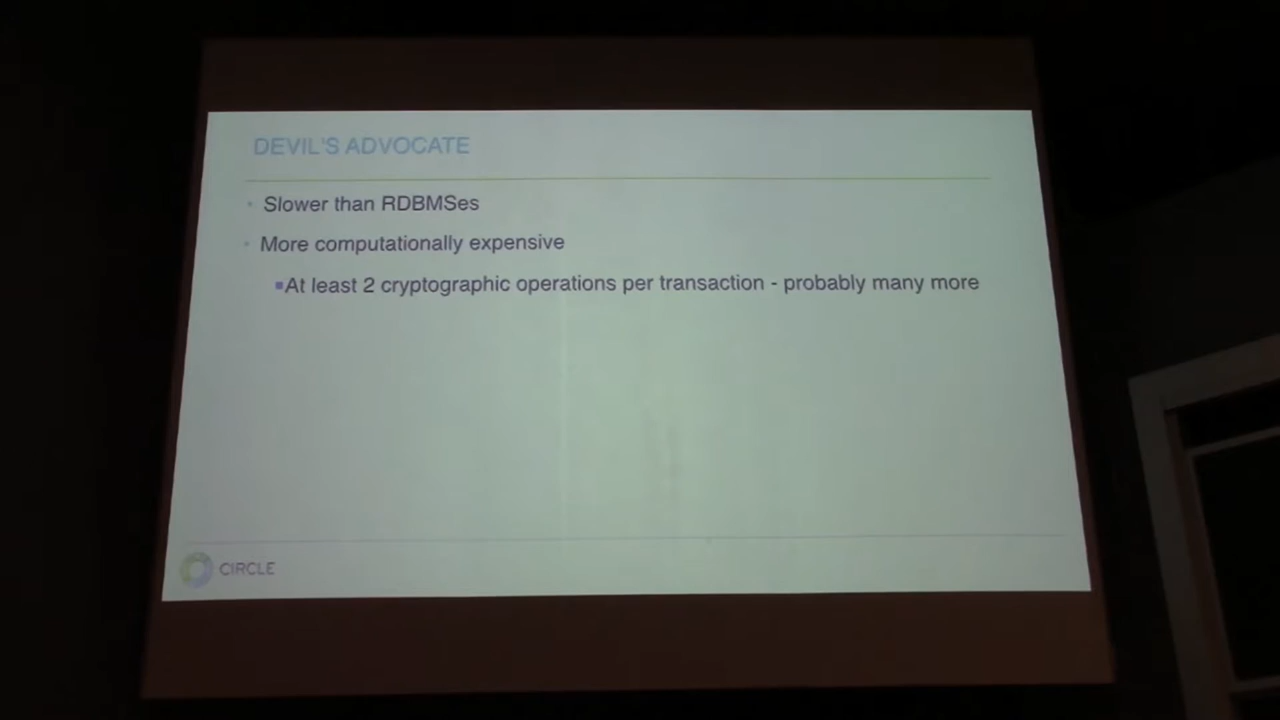 DEVIL'S ADVOCATE
Slower than RDBMSes
More computationally expensive
At least 2 cryptographic operations per transaction - probably many more
CIRCLE